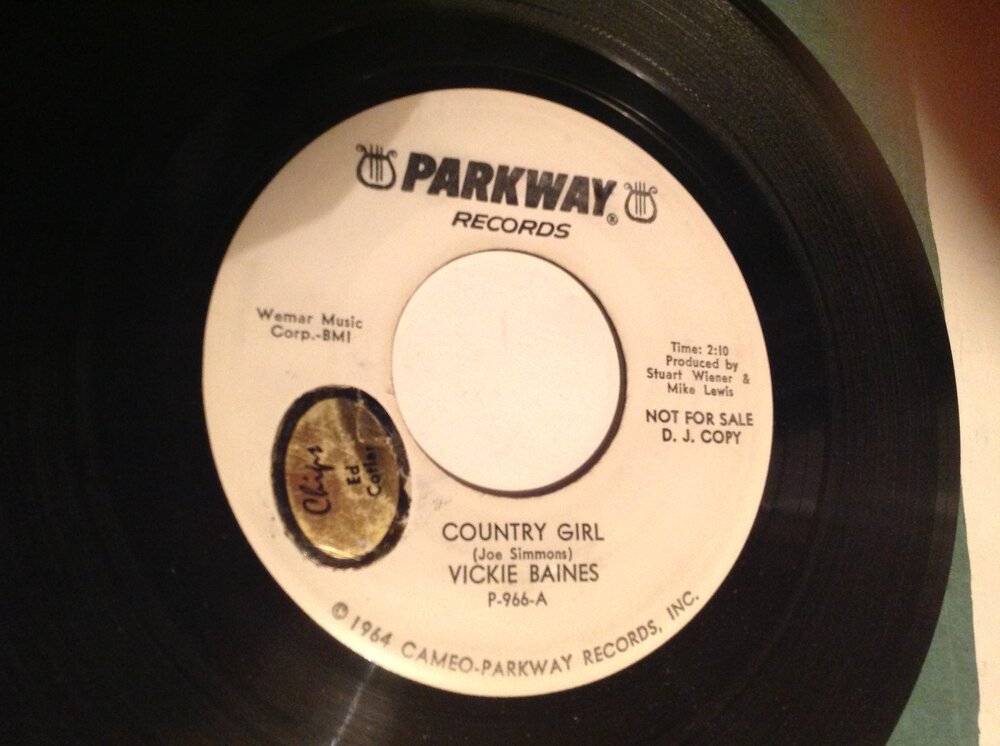 PARKWAY®
RECORDS
Wemar Music
Corp.-BMI
Time: 2:10
Produced by
Stuart Wiener &
Mike Lewis
NOT FOR SALE
D. J. COPY
Chips
Ed
COUNTRY GIRL
(Joe Simmons)
VICKIE BAINES
P-966-A
© 1964 CAMEO-PARKWAY RECORDS, INC.